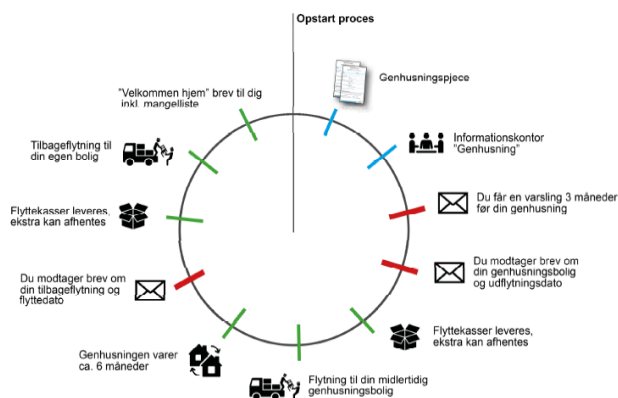 Opstart proces
Genhusningspjece
Informationskontor
"Genhusning"
Du får en varsling 3 måneder
før din genhusning
Du modtager brev om
din genhusningsbolig
og udflytningsdato
Flyttekasser leveres,
ekstra kan afhentes
Flytning til din midlertidig
genhusningsbolig
Genhusningen varer
ca. 6 måneder
Du modtager brev om
din tilbageflytning og
flyttedato
Flyttekasser leveres,
ekstra kan afhentes
Tilbageflytning til
din egen bolig
"Velkommen hjem" brev til dig
inkl. mangelliste